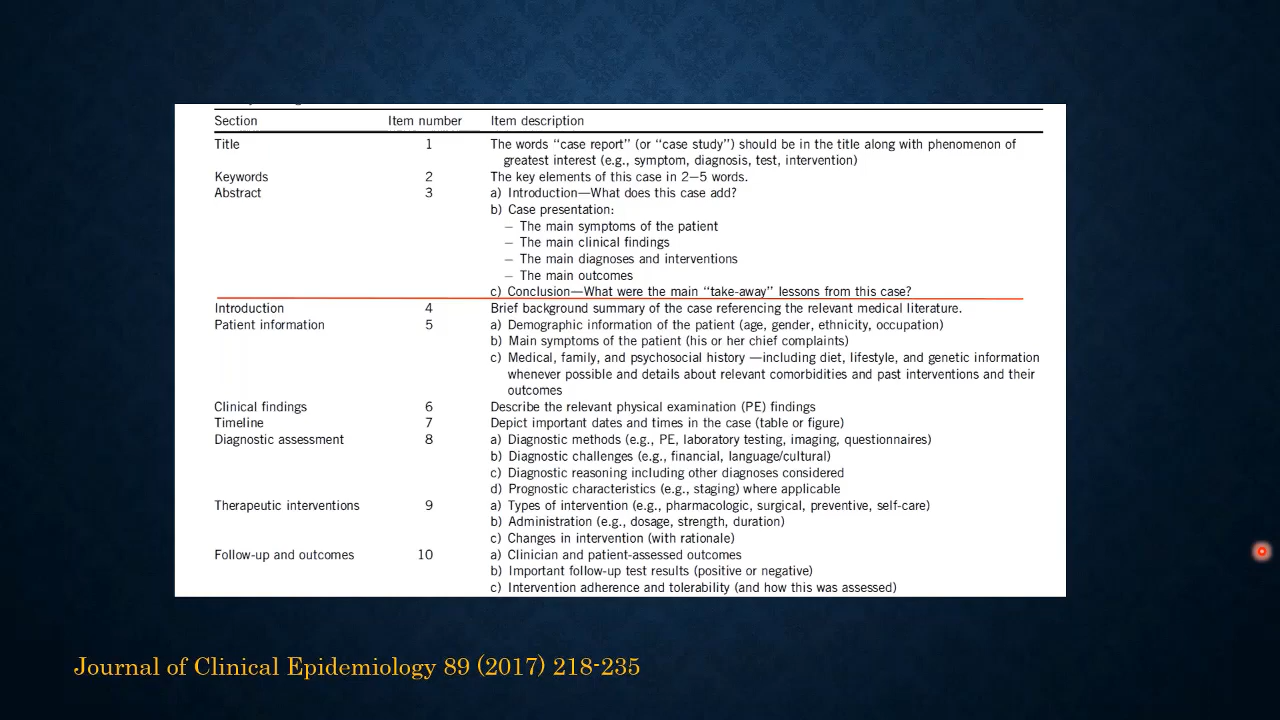 Section Item number Item description
Title 1 The words “case report” (or “case study”) should be in the title along with phenomenon of
greatest interest (e.g., symptom, diagnosis, test, intervention)
Keywords 2 The key elements of this case in 2–5 words.
Abstract 3 a) Introduction—What does this case add?
b) Case presentation:
– The main symptoms of the patient
– The main clinical findings
– The main diagnoses and interventions
– The main outcomes
c) Conclusion—What were the main “take-away” lessons from this case?
Introduction 4 Brief background summary of the case referencing the relevant medical literature.
Patient information 5 a) Demographic information of the patient (age, gender, ethnicity, occupation)
b) Main symptoms of the patient (his or her chief complaints)
c) Medical, family, and psychosocial history —including diet, lifestyle, and genetic information
whenever possible and details about relevant comorbidities and past interventions and their
outcomes
Clinical findings 6 Describe the relevant physical examination (PE) findings
Timeline 7 Depict important dates and times in the case (table or figure)
Diagnostic assessment 8 a) Diagnostic methods (e.g., PE, laboratory testing, imaging, questionnaires)
b) Diagnostic challenges (e.g., financial, language/cultural)
c) Diagnostic reasoning including other diagnoses considered
d) Prognostic characteristics (e.g., staging) where applicable
Therapeutic interventions 9 a) Types of intervention (e.g., pharmacologic, surgical, preventive, self-care)
b) Administration (e.g., dosage, strength, duration)
c) Changes in intervention (with rationale)
Follow-up and outcomes 10 a) Clinician and patient-assessed outcomes
b) Important follow-up test results (positive or negative)
c) Intervention adherence and tolerability (and how this was assessed)
Journal of Clinical Epidemiology 89 (2017) 218-235